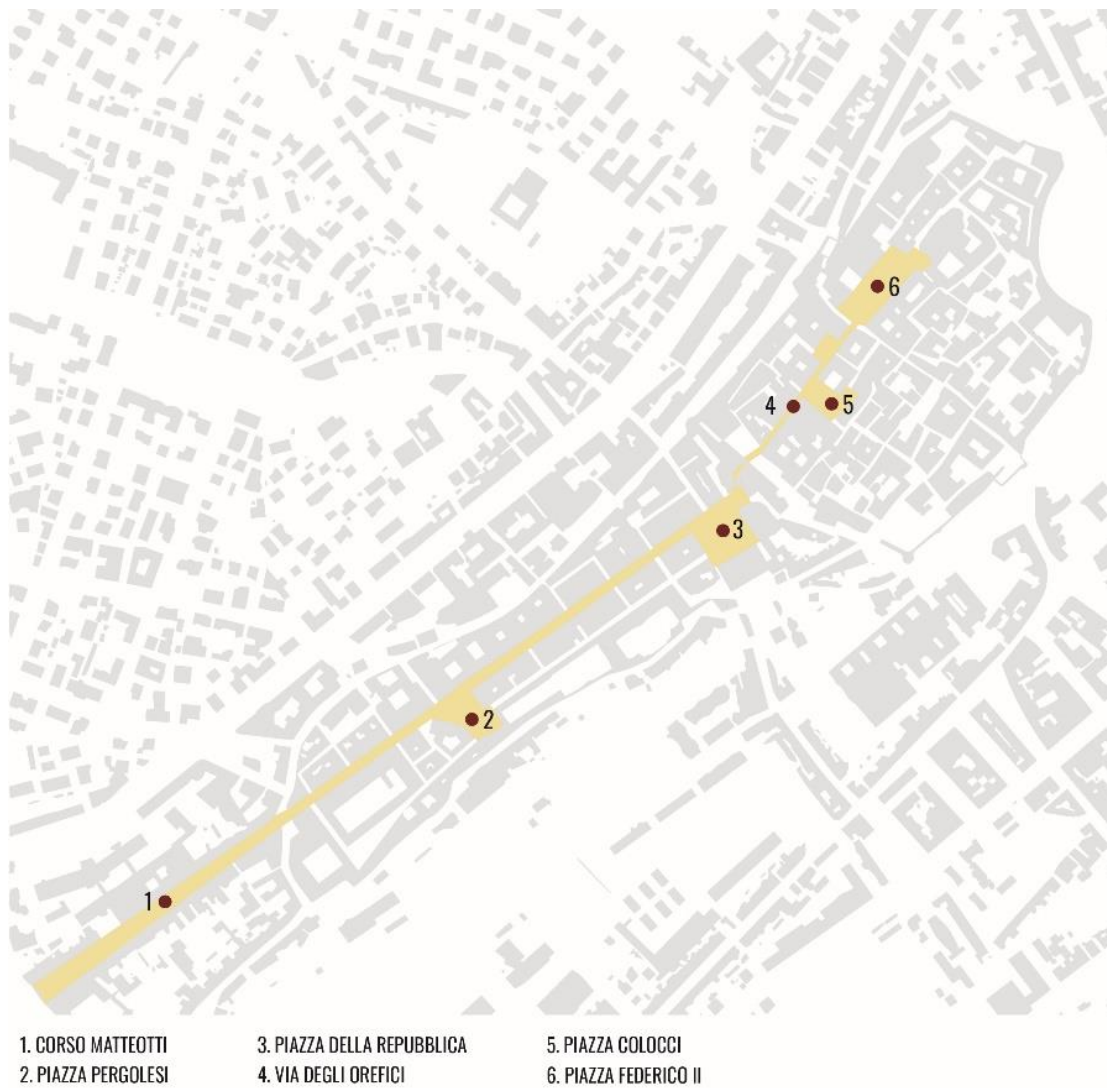 6
4
5
3
2
1
1. CORSO MATTEOTTI
2. PIAZZA PERGOLESI
3. PIAZZA DELLA REPUBBLICA
4. VIA DEGLI OREFICI
5. PIAZZA COLOCCI
6. PIAZZA FEDERICO II